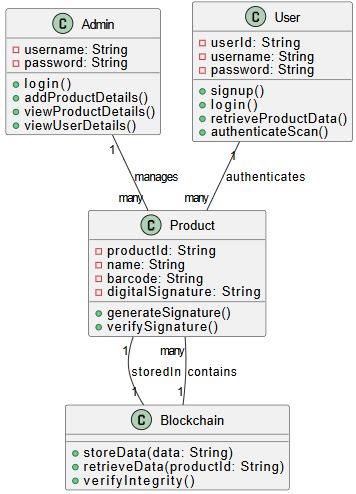 C Admin
username: String
password: String
login()
addProductDetails()
viewProductDetails()
viewUserDetails()
C User
userId: String
username: String
password: String
signup()
login()
retrieveProductData()
authenticateScan()
1
manages
many
1
authenticates
many
C Product
productId: String
name: String
barcode: String
digitalSignature: String
generateSignature()
verifySignature()
1
storedIn
1
many
contains
1
C Blockchain
storeData(data: String)
retrieveData(productId: String)
verifyIntegrity()